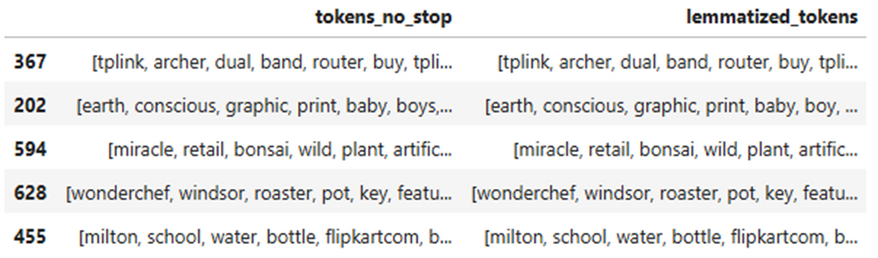 tokens_no_stop lemmatized_tokens
367 [tplink, archer, dual, band, router, buy, tpli... [tplink, archer, dual, band, router, buy, tpli...
202 [earth, conscious, graphic, print, baby, boys,... [earth, conscious, graphic, print, baby, boy, ...
594 [miracle, retail, bonsai, wild, plant, artific... [miracle, retail, bonsai, wild, plant, artific...
628 [wonderchef, windsor, roaster, pot, key, featu... [wonderchef, windsor, roaster, pot, key, featu...
455 [milton, school, water, bottle, flipkartcom, b... [milton, school, water, bottle, flipkartcom, b...